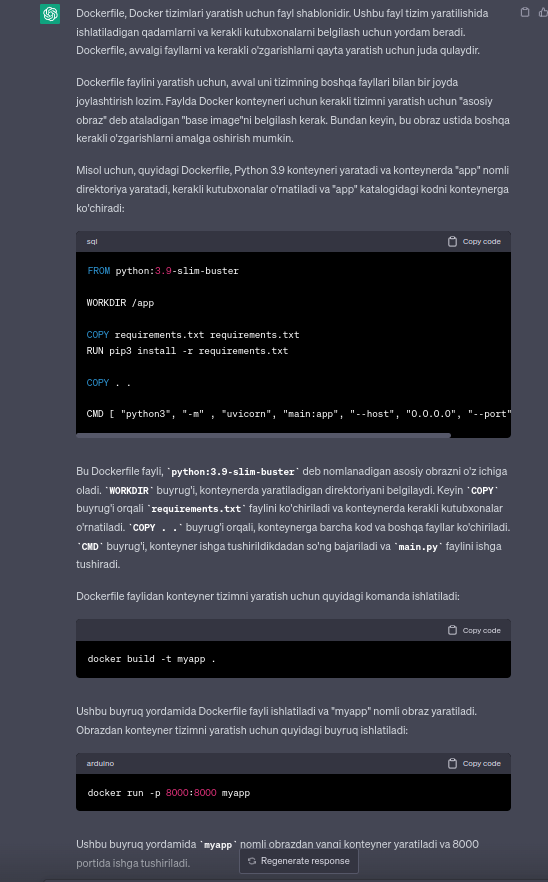 Dockerfile, Docker tizimlari yaratish uchun fayl shablonidir. Ushbu fayl tizim yaratilishida
ishlatiladigan qadamlarni va kerakli kutubxonalarni belgilash uchun yordam beradi.
Dockerfile, avvalgi fayllarni va kerakli o'zgarishlarni qayta yaratish uchun juda qulaydir.
Dockerfile faylini yaratish uchun, avval uni tizimning boshqa fayllari bilan bir joyda
joylashtirish lozim. Faylda Docker konteyneri uchun kerakli tizimni yaratish uchun "asosiy
obraz" deb ataladigan "base image"ni belgilash kerak. Bundan keyin, bu obraz ustida boshqa
kerakli o'zgarishlarni amalga oshirish mumkin.
Misol uchun, quyidagi Dockerfile, Python 3.9 konteyneri yaratadi va konteynerda "app" nomli
direktoriya yaratadi, kerakli kutubxonalar o'rnatiladi va "app" katalogidagi kodni konteynerga
ko'chiradi:
sql Copy code
FROM python:3.9-slim-buster
WORKDIR /app
COPY requirements.txt requirements.txt
RUN pip3 install -r requirements.txt
COPY . .
CMD [ "python3", "-m" , "uvicorn", "main:app", "--host", "0.0.0.0", "--port"
Bu Dockerfile fayli, `python:3.9-slim-buster` deb nomlanadigan asosiy obrazni o'z ichiga
oladi. `WORKDIR` buyrug'i, konteynerda yaratiladigan direktoriyani belgilaydi. Keyin `COPY`
buyrug'i orqali `requirements.txt` faylini ko'chiriladi va konteynerda kerakli kutubxonalar
o'rnatiladi. `COPY . .` buyrug'i orqali, konteynerga barcha kod va boshqa fayllar ko'chiriladi.
`CMD` buyrug'i, konteyner ishga tushirildikdadan so'ng bajariladi va `main.py` faylini ishga
tushiradi.
Dockerfile faylidan konteyner tizimni yaratish uchun quyidagi komanda ishlatiladi:
Copy code
docker build -t myapp .
Ushbu buyruq yordamida Dockerfile fayli ishlatiladi va "myapp" nomli obraz yaratiladi.
Obrazdan konteyner tizimni yaratish uchun quyidagi buyruq ishlatiladi:
arduino Copy code
docker run -p 8000:8000 myapp
Ushbu buyruq yordamida `myapp` nomli obrazdan yangi konteyner yaratiladi va 8000
portida ishga tushiriladi.
Regenerate response